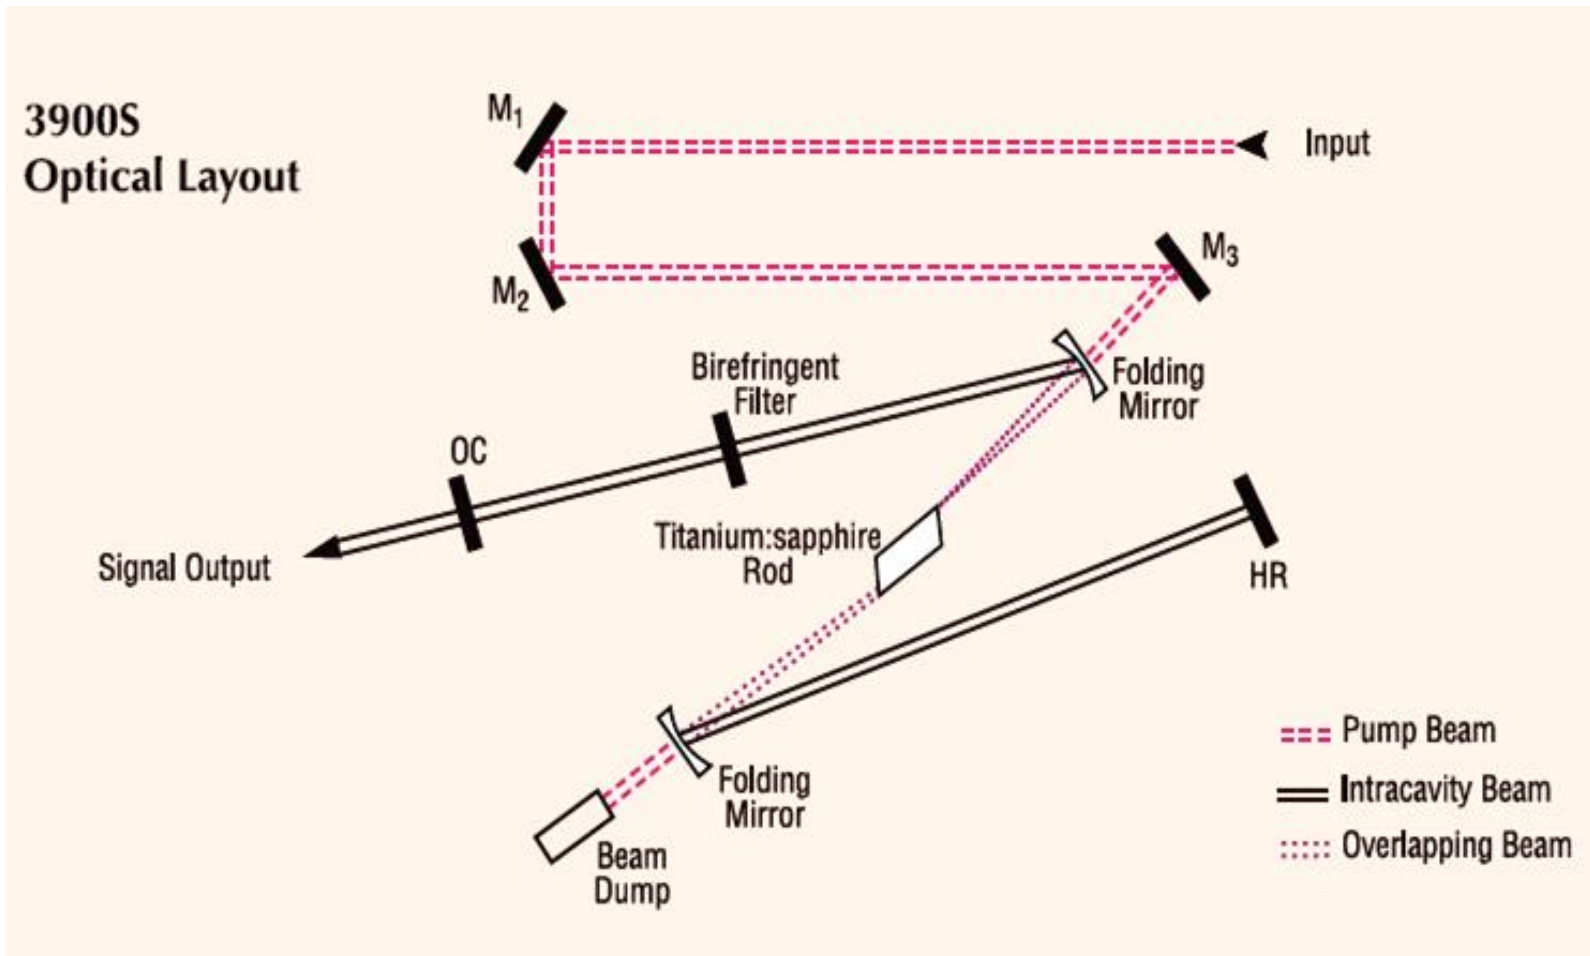 3900S
Optical Layout
M1
Input
M2
M3
Birefringent
Filter
Folding
Mirror
OC
Signal Output
Titanium:sapphire
Rod
HR
Folding
Mirror
Beam
Dump
Pump Beam
Intracavity Beam
Overlapping Beam